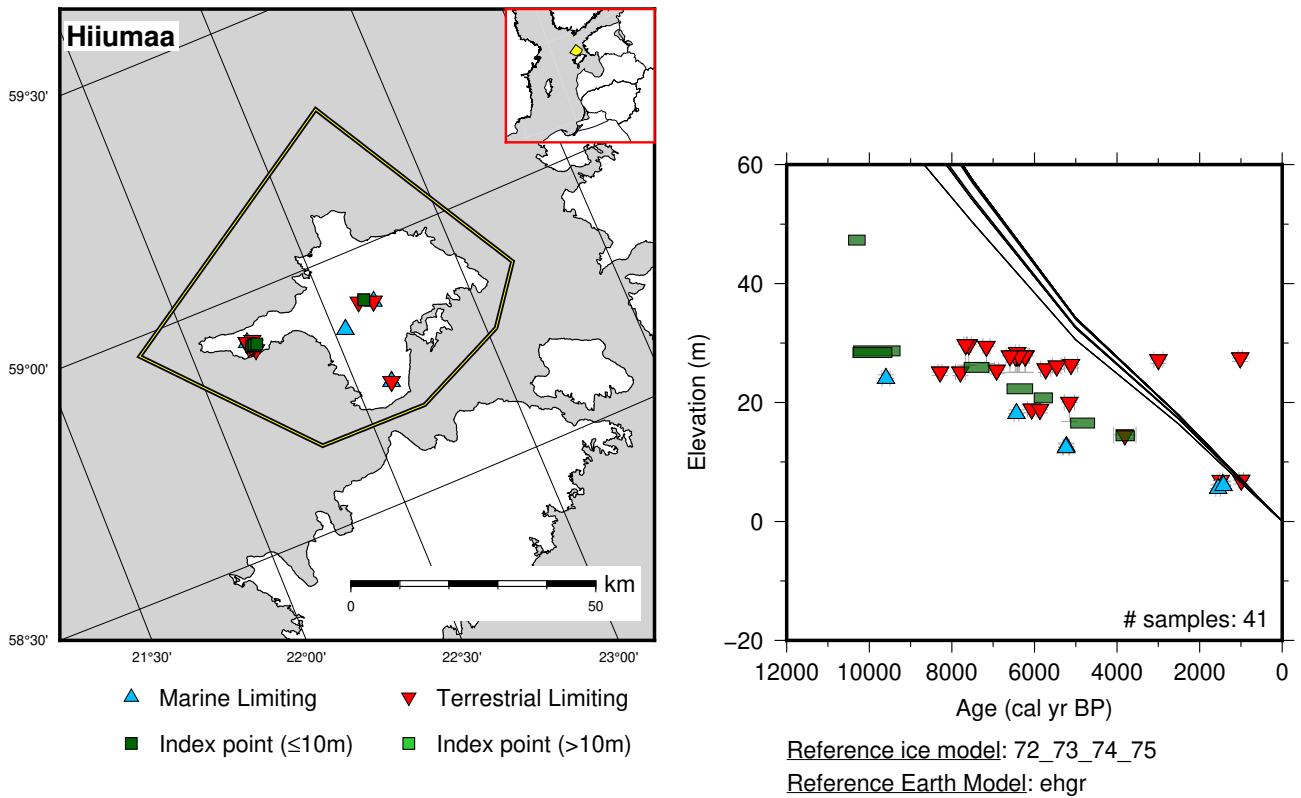 Hiiumaa
59°30'
59°00'
58°30'
21°30'
22°00'
22°30'
23°00'
km
0
50
Marine Limiting
Terrestrial Limiting
Index point (≤10m)
Index point (>10m)
60
40
20
0
−20
Elevation (m)
# samples: 41
12000
10000
8000
6000
4000
2000
0
Age (cal yr BP)
Reference ice model: 72_73_74_75
Reference Earth Model: ehgr